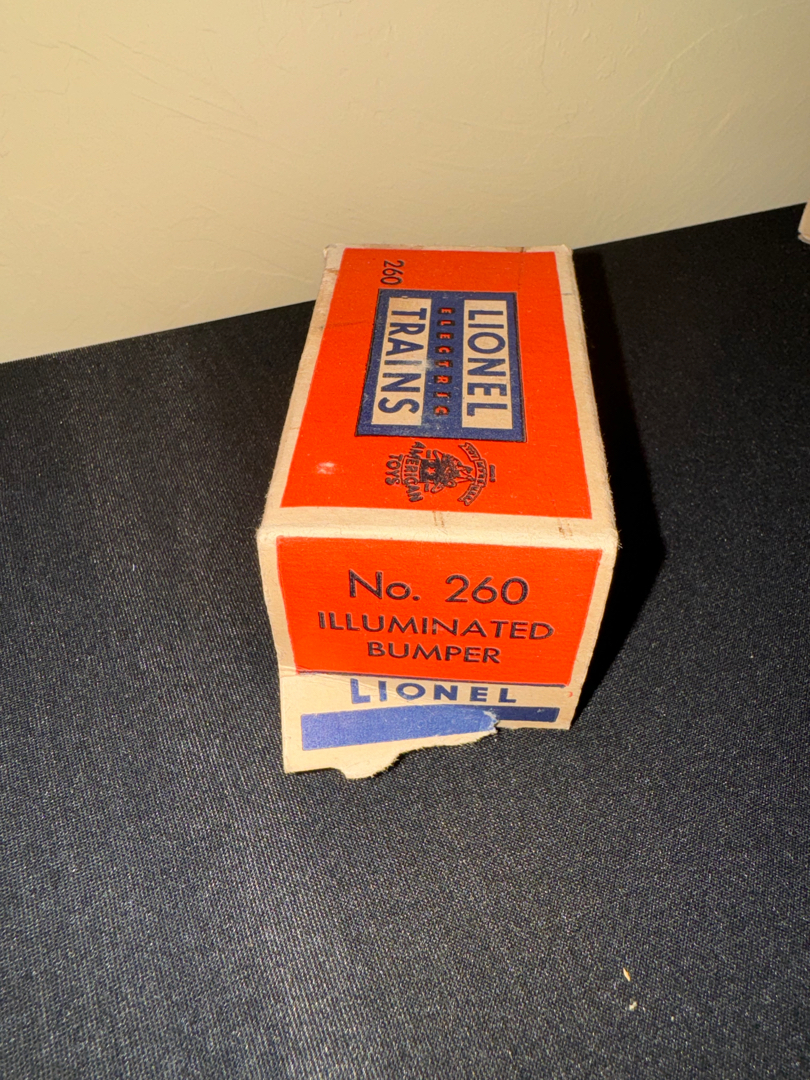 260
LIONEL
ELECTRIC
TRAINS
AMERICAN
TOYS
No. 260
ILLUMINATED
BUMPER
LIONEL